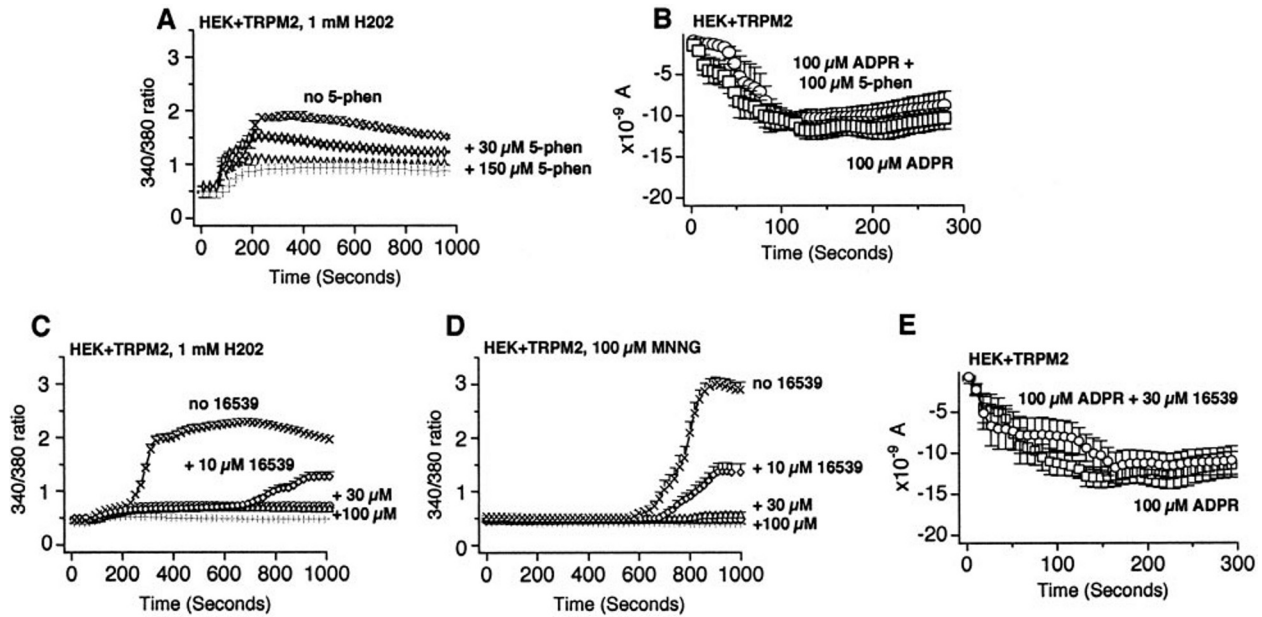 A
HEK+TRPM2, 1 mM H202
340/380 ratio
3
2
1
0
no 5-phen
+ 30 µM 5-phen
+ 150 µM 5-phen
0 200 400 600 800 1000
Time (Seconds)
B
HEK+TRPM2
x10⁻⁹ A
-5
-10
-15
-20
100 µM ADPR +
100 µM 5-phen
100 µM ADPR
0 100 200 300
Time (Seconds)
C
HEK+TRPM2, 1 mM H202
340/380 ratio
3
2
1
0
no 16539
+ 10 µM 16539
+ 30 µM
+100 µM
0 200 400 600 800 1000
Time (Seconds)
D
HEK+TRPM2, 100 µM MNNG
340/380 ratio
3
2
1
0
no 16539
+ 10 µM 16539
+ 30 µM
+100 µM
0 200 400 600 800 1000
Time (Seconds)
E
HEK+TRPM2
x10⁻⁹ A
-5
-10
-15
-20
100 µM ADPR + 30 µM 16539
100 µM ADPR
0 100 200 300
Time (Seconds)